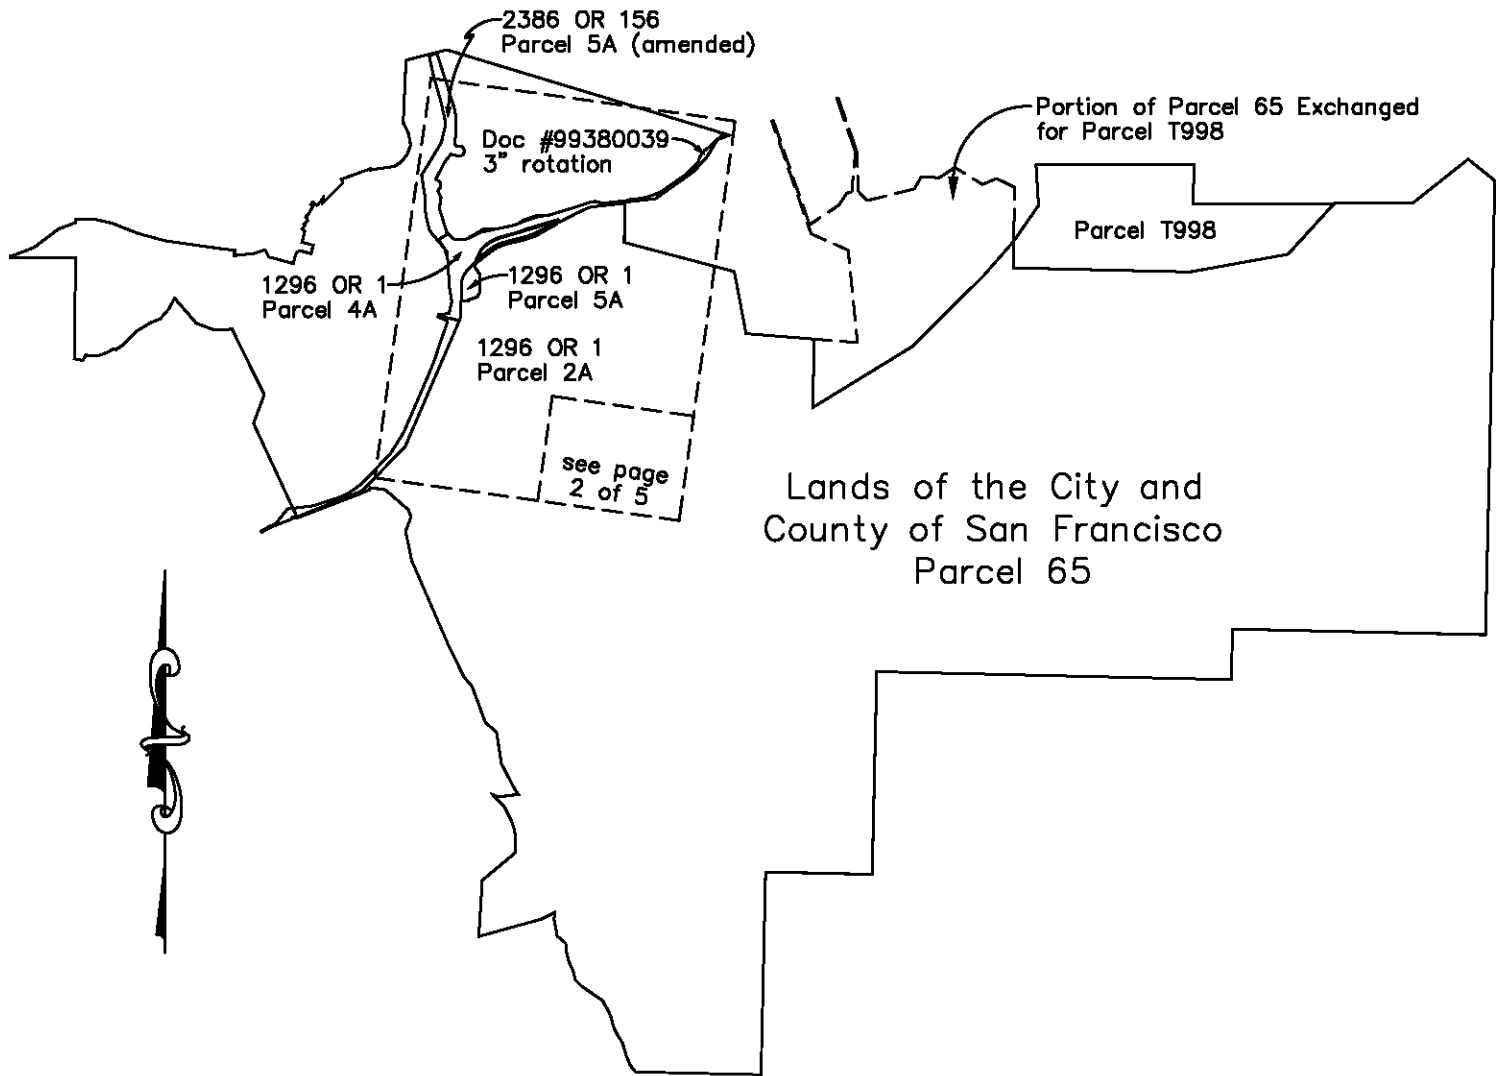 2386 OR 156
Parcel 5A (amended)
Portion of Parcel 65 Exchanged
for Parcel T998
Doc #99380039
3" rotation
Parcel T998
1296 OR 1
Parcel 4A
1296 OR 1
Parcel 5A
1296 OR 1
Parcel 2A
see page
2 of 5
Lands of the City and
County of San Francisco
Parcel 65